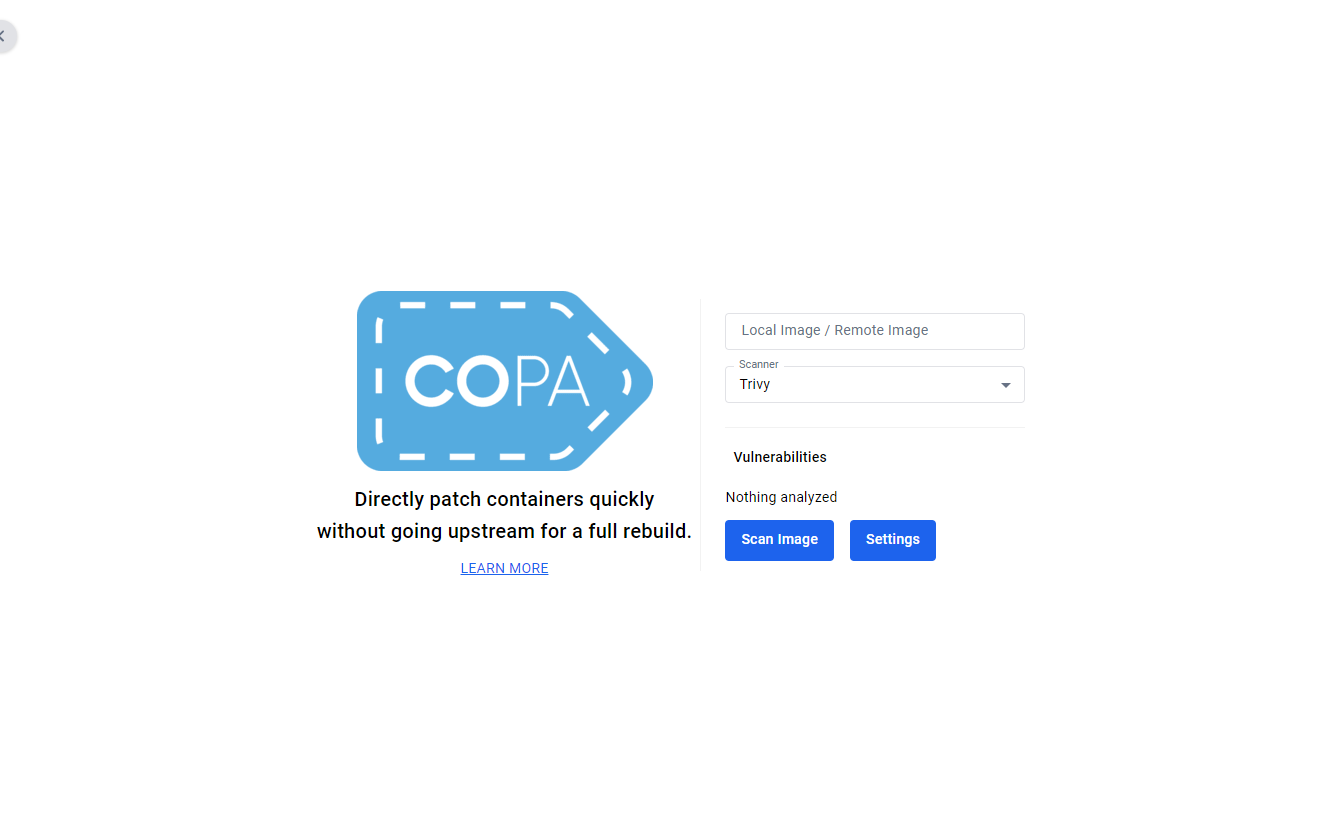 COPA
Directly patch containers quickly
without going upstream for a full rebuild.
LEARN MORE
Local Image / Remote Image
Scanner
Trivy
Vulnerabilities
Nothing analyzed
Scan Image
Settings